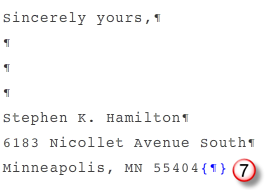 Sincerely yours,¶
¶
¶
¶
Stephen K. Hamilton¶
6183 Nicollet Avenue South¶
Minneapolis, MN 55404{¶} 7